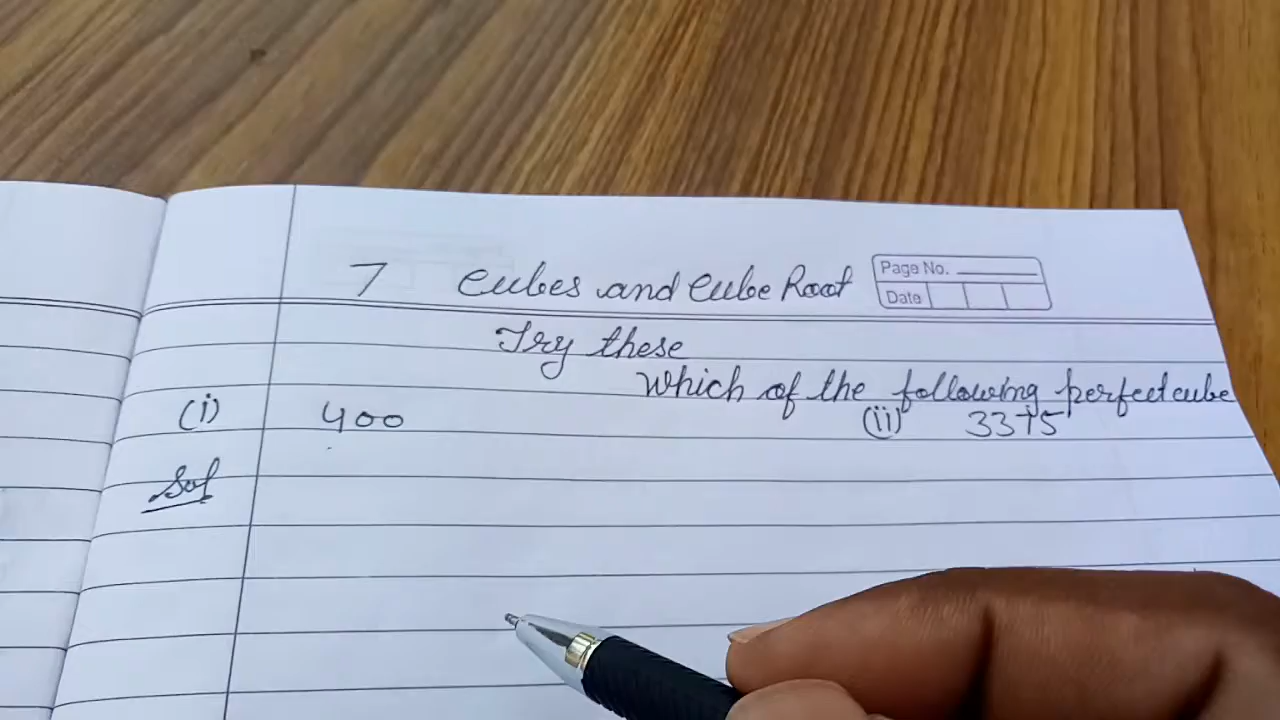 7 Cubes and Cube Root
Page No.
Date
Try these
which of the following perfect cube
(i) 400 (ii) 3375
Sol